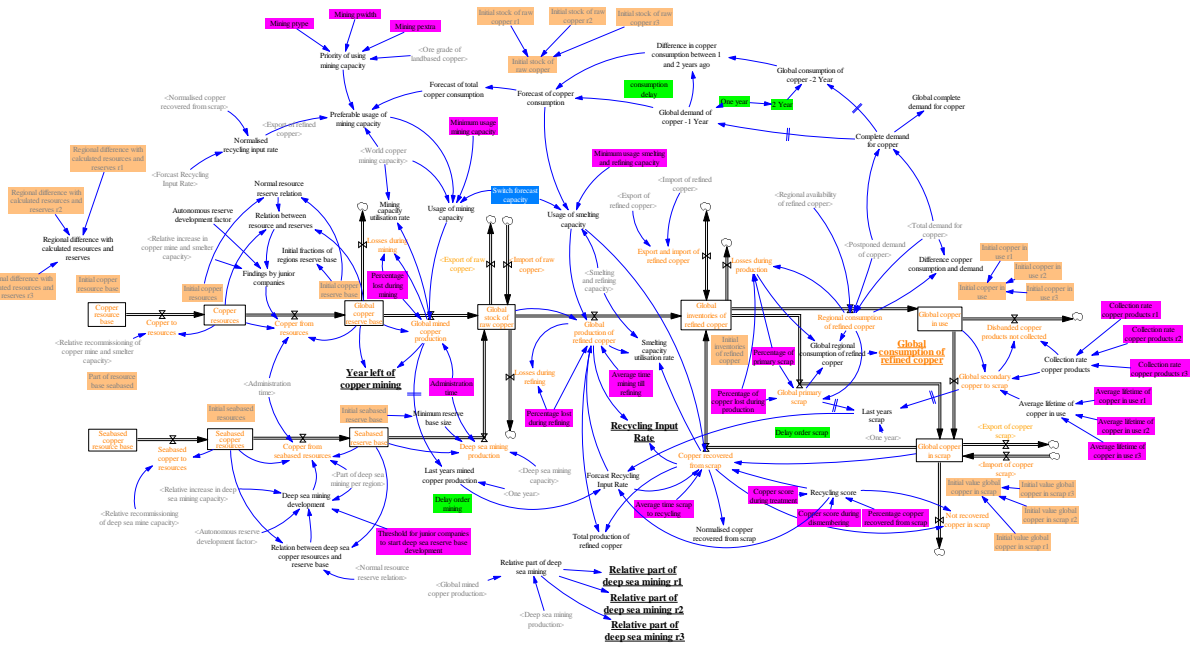 Mining ptype
Mining pwidth
Mining pextra
Priority of using
mining capacity
<Ore grade of
landbased copper>
Initial stock of raw
copper r1
Initial stock of raw
copper r2
Initial stock of raw
copper r3
Initial stock of
raw copper
Difference in copper
consumption between 1
and 2 years ago
Global consumption of
copper - 2 Year
Global complete
demand for copper
Forecast of total
copper consumption
Forecast of copper
consumption
consumption
delay
One year
2 Year
Global demand of
copper - 1 Year
Complete demand
for copper
<Normalised copper
recovered from scrap>
<Export of refined
copper>
Preferable usage of
mining capacity
Minimum usage
mining capacity
Normalised
recycling input rate
<World copper
mining capacity>
Minimum usage smelting
and refining capacity
Regional difference with
calculated resources and
reserves r1
<Forcast Recycling
Input Rate>
Regional difference with
calculated resources and
reserves r2
Normal resource
reserve relation
Autonomous reserve
development factor
Relation between
resource and reserves
Mining
capacity
utilisation rate
Usage of mining
capacity
Switch forecast
capacity
Usage of smelting
capacity
<Export of
refined copper>
<Import of refined
copper>
<Regional availability
of refined copper>
<Total demand for
copper>
<Postponed demand
of copper>
Regional difference with
calculated resources and
reserves
<Relative increase in
copper mine and smelter
capacity>
Initial fractions of
regions reserve base
Findings by junior
companies
Losses during
mining
<Export of raw
copper>
<Import of raw
copper>
Export and import of
refined copper
Losses during
production
Difference copper
consumption and demand
Initial copper in
use r1
Initial copper in
use r2
Initial copper in
use r3
Initial copper in
use
nal difference with
calculated resources and
reserves r3
Initial copper
resource base
Initial copper
resources
Initial copper
reserve base
Percentage
lost during
mining
<Smelting
and refining
capacity>
Copper
resource base
Copper to
resources
Copper
resources
Copper from
resources
Global
copper reserve base
Global mined
copper
production
Global
stock of
raw copper
Global
production of
refined copper
Global
inventories of
refined copper
Regional consumption
of refined copper
Global copper
in use
Disbanded copper
products not collected
Collection rate
copper products r1
Collection rate
copper products r2
Collection rate
copper products r3
Collection rate
copper products
<Relative recommissioning of
copper mine and smelter
capacity>
Part of resource
base seabased
Year left of
copper mining
Administration
time
Losses during
refining
Smelting
capacity
utilisation rate
Initial
inventories
of refined
copper
Percentage of
primary scrap
Global regional
consumption of refined
copper
Global
consumption of
refined copper
<Administration
time>
Average time
mining till
refining
Percentage of
copper lost during
production
Global primary
scrap
Global secondary
copper to scrap
Average lifetime of
copper in use
Average lifetime of
copper in use r1
Average lifetime of
copper in use r2
Average lifetime of
copper in use r3
Initial seabased
resources
Initial seabased
reserve base
Minimum reserve
base size
Percentage lost
during refining
Recycling Input
Rate
Last years
scrap
Delay order scrap
<One year>
<Export of copper
scrap>
<Import of copper
scrap>
Seabased
copper
resource base
Seabased
copper to
resources
Seabased
copper
resources
Copper from
seabased resources
Seabased
reserve base
Deep sea mining
production
Copper recovered
from scrap
Global copper
in scrap
<Part of deep sea
mining per region>
<Deep sea mining
capacity>
Last years mined
copper production
<One year>
Forcast Recycling
Input Rate
<Relative increase in deep
sea mining capacity>
Deep sea mining
development
Delay order
mining
Average time scrap
to recycling
Copper score
during treatment
Recycling score
Copper score during
dismembering
Percentage copper
recovered from scrap
Not recovered
copper in scrap
Initial value global
copper in scrap
Initial value global
copper in scrap r3
Initial value global
copper in scrap r2
Initial value global
copper in scrap r1
<Relative recommissioning
of deep sea mine capacity>
<Autonomous reserve
development factor>
Threshold for junior companies
to start deep sea reserve base
development
Relation between deep sea
copper resources and
reserve base
Total production of
refined copper
Normalised copper
recovered from scrap
<Normal resource
reserve relation>
Relative part of deep
sea mining
<Global mined
copper production>
<Deep sea mining
production>
Relative part of
deep sea mining r1
Relative part of
deep sea mining r2
Relative part of
deep sea mining r3